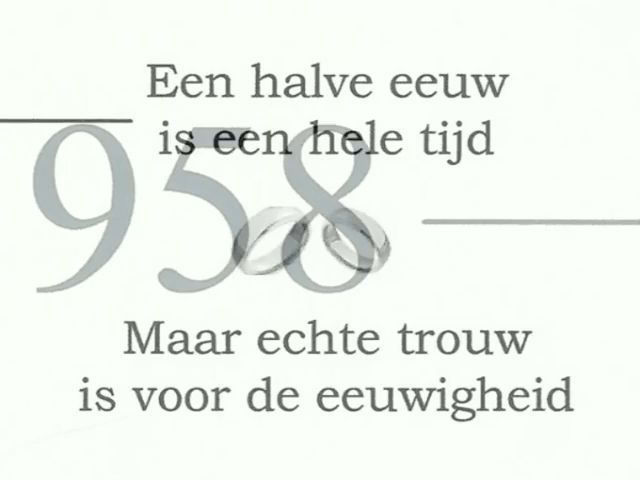 Een halve eeuw
is een hele tijd
958
Maar echte trouw
is voor de eeuwigheid